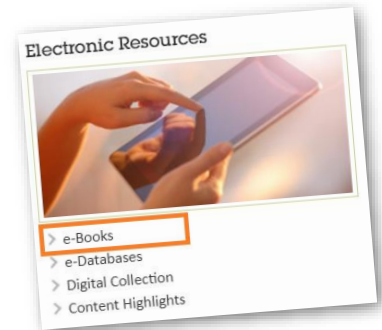 Electronic Resources
> e-Books
> e-Databases
> Digital Collection
> Content Highlights